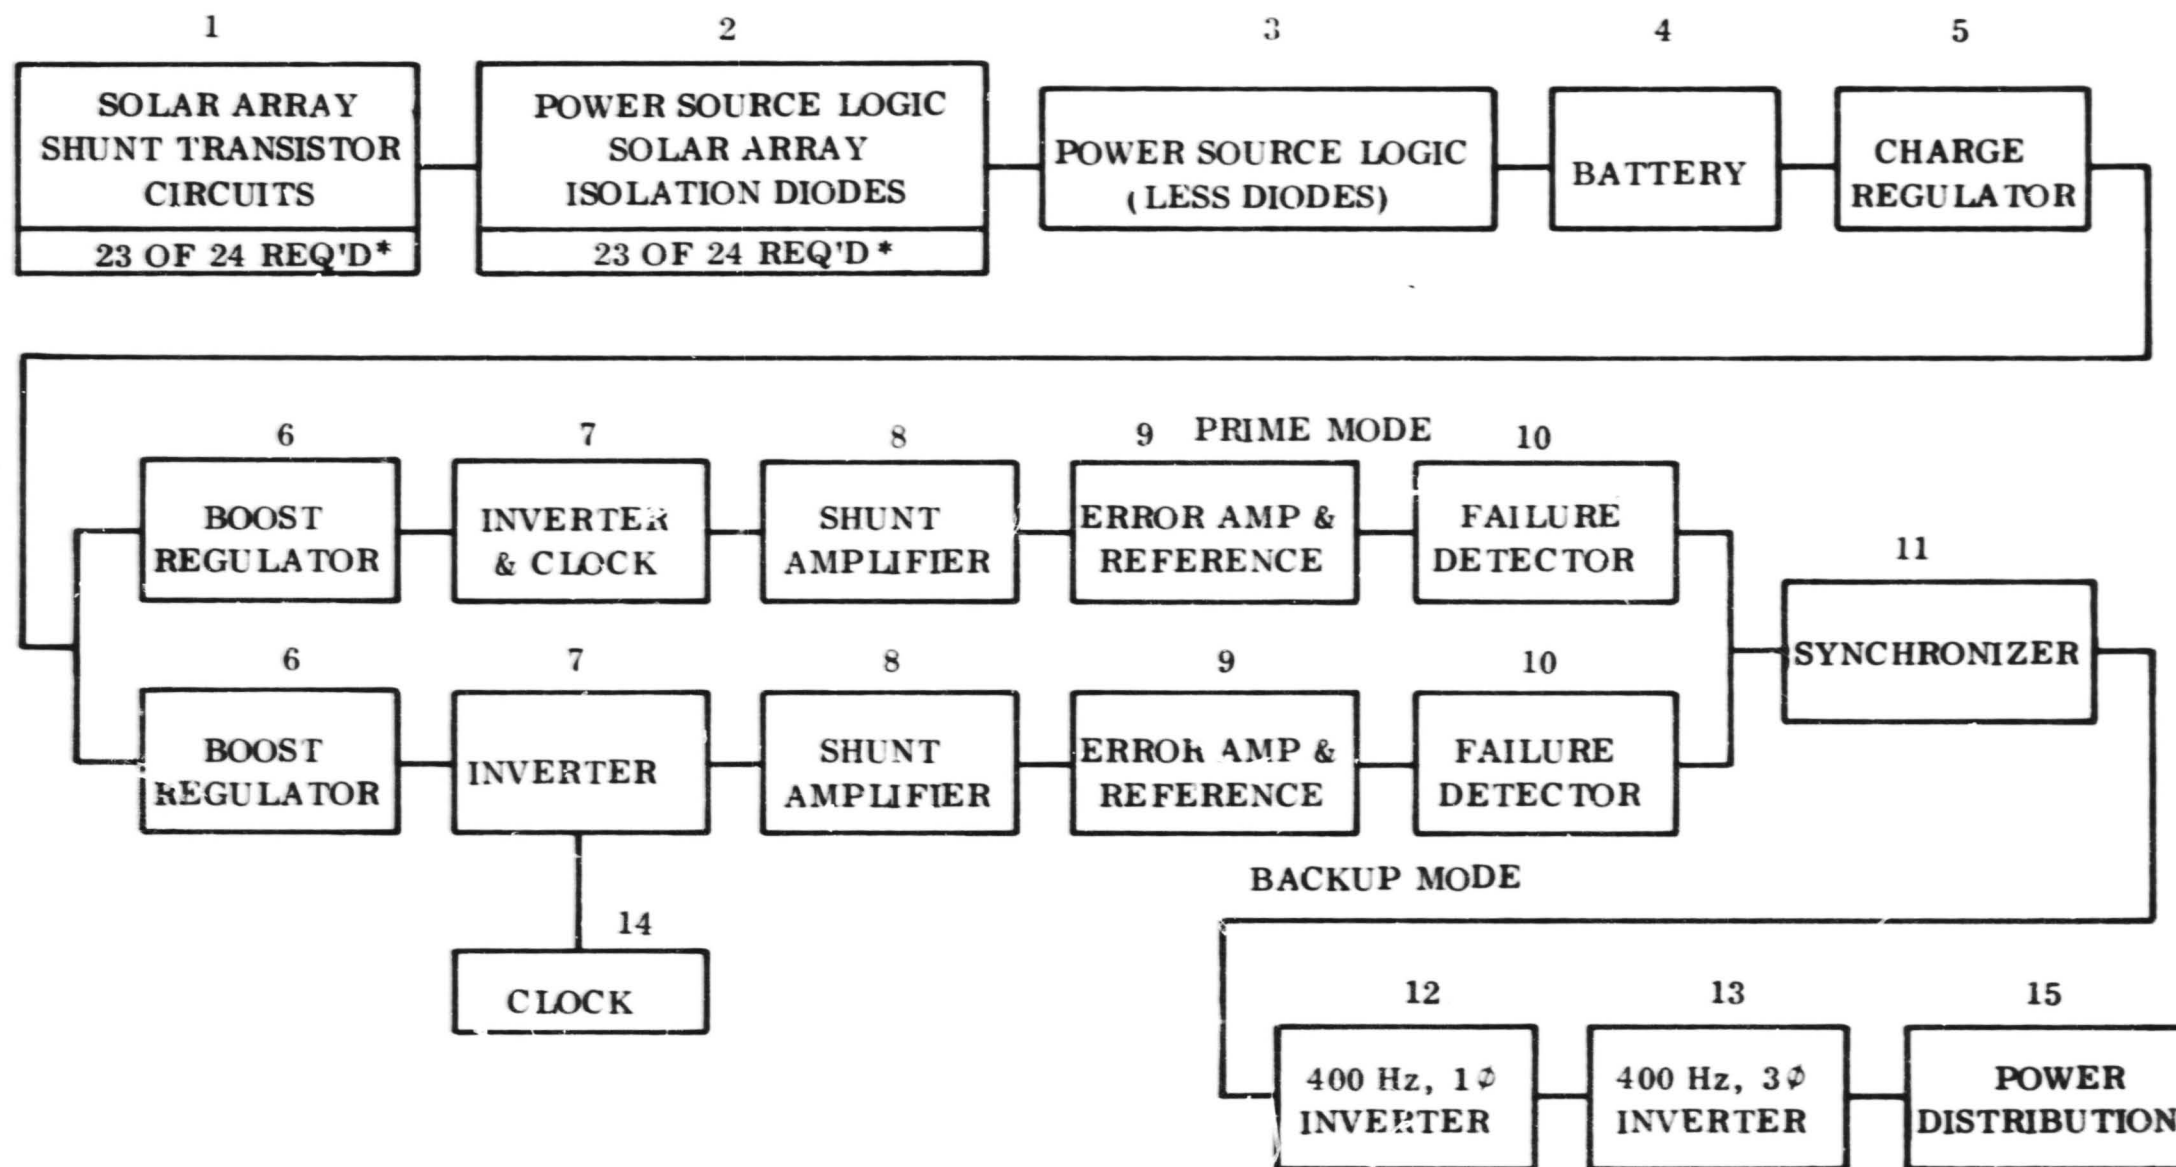 1 2 3 4 5
SOLAR ARRAY
SHUNT TRANSISTOR
CIRCUITS
23 OF 24 REQ'D*
POWER SOURCE LOGIC
SOLAR ARRAY
ISOLATION DIODES
23 OF 24 REQ'D*
POWER SOURCE LOGIC
(LESS DIODES)
BATTERY
CHARGE
REGULATOR
6 7 8 9 PRIME MODE 10
BOOST
REGULATOR
INVERTER
& CLOCK
SHUNT
AMPLIFIER
ERROR AMP &
REFERENCE
FAILURE
DETECTOR
11
SYNCHRONIZER
6 7 8 9 10
BOOST
REGULATOR
INVERTER
SHUNT
AMPLIFIER
ERROR AMP &
REFERENCE
FAILURE
DETECTOR
BACKUP MODE
14
CLOCK
12 13 15
400 Hz, 1ϕ
INVERTER
400 Hz, 3ϕ
INVERTER
POWER
DISTRIBUTION